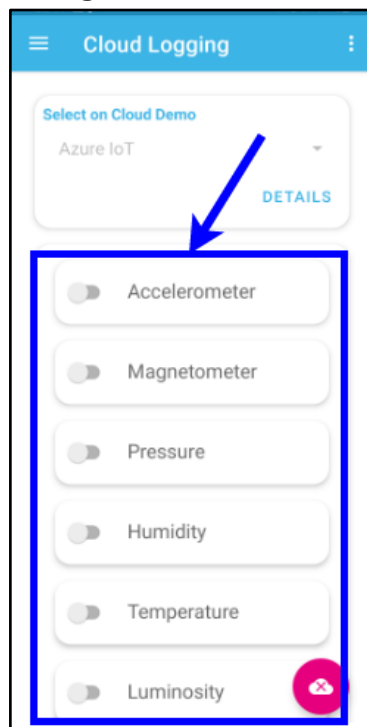 Cloud Logging
Select on Cloud Demo
Azure IoT
DETAILS
Accelerometer
Magnetometer
Pressure
Humidity
Temperature
Luminosity